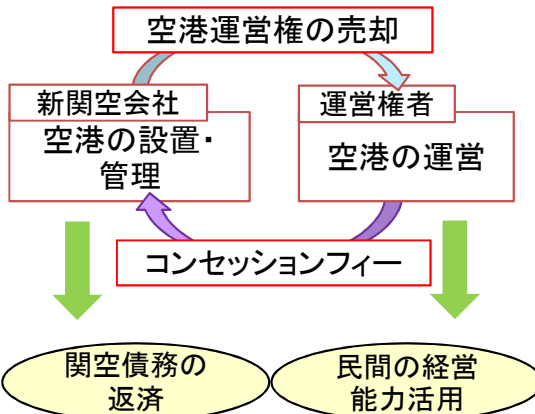 空港運営権の売却
新関空会社
空港の設置・
管理
運営権者
空港の運営
コンセッションフィー
関空債務の
返済
民間の経営
能力活用